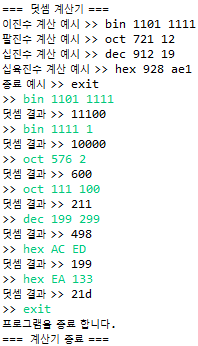 === 덧셈 계산기 ===
이진수 계산 예시 >> bin 1101 1111
팔진수 계산 예시 >> oct 721 12
십진수 계산 예시 >> dec 912 19
십육진수 계산 예시 >> hex 928 ae1
종료 예시 >> exit
>> bin 1101 1111
덧셈 결과 >> 11100
>> bin 1111 1
덧셈 결과 >> 10000
>> oct 576 2
덧셈 결과 >> 600
>> oct 111 100
덧셈 결과 >> 211
>> dec 199 299
덧셈 결과 >> 498
>> hex AC ED
덧셈 결과 >> 199
>> hex EA 133
덧셈 결과 >> 21d
>> exit
프로그램을 종료 합니다.
=== 계산기 종료 ===